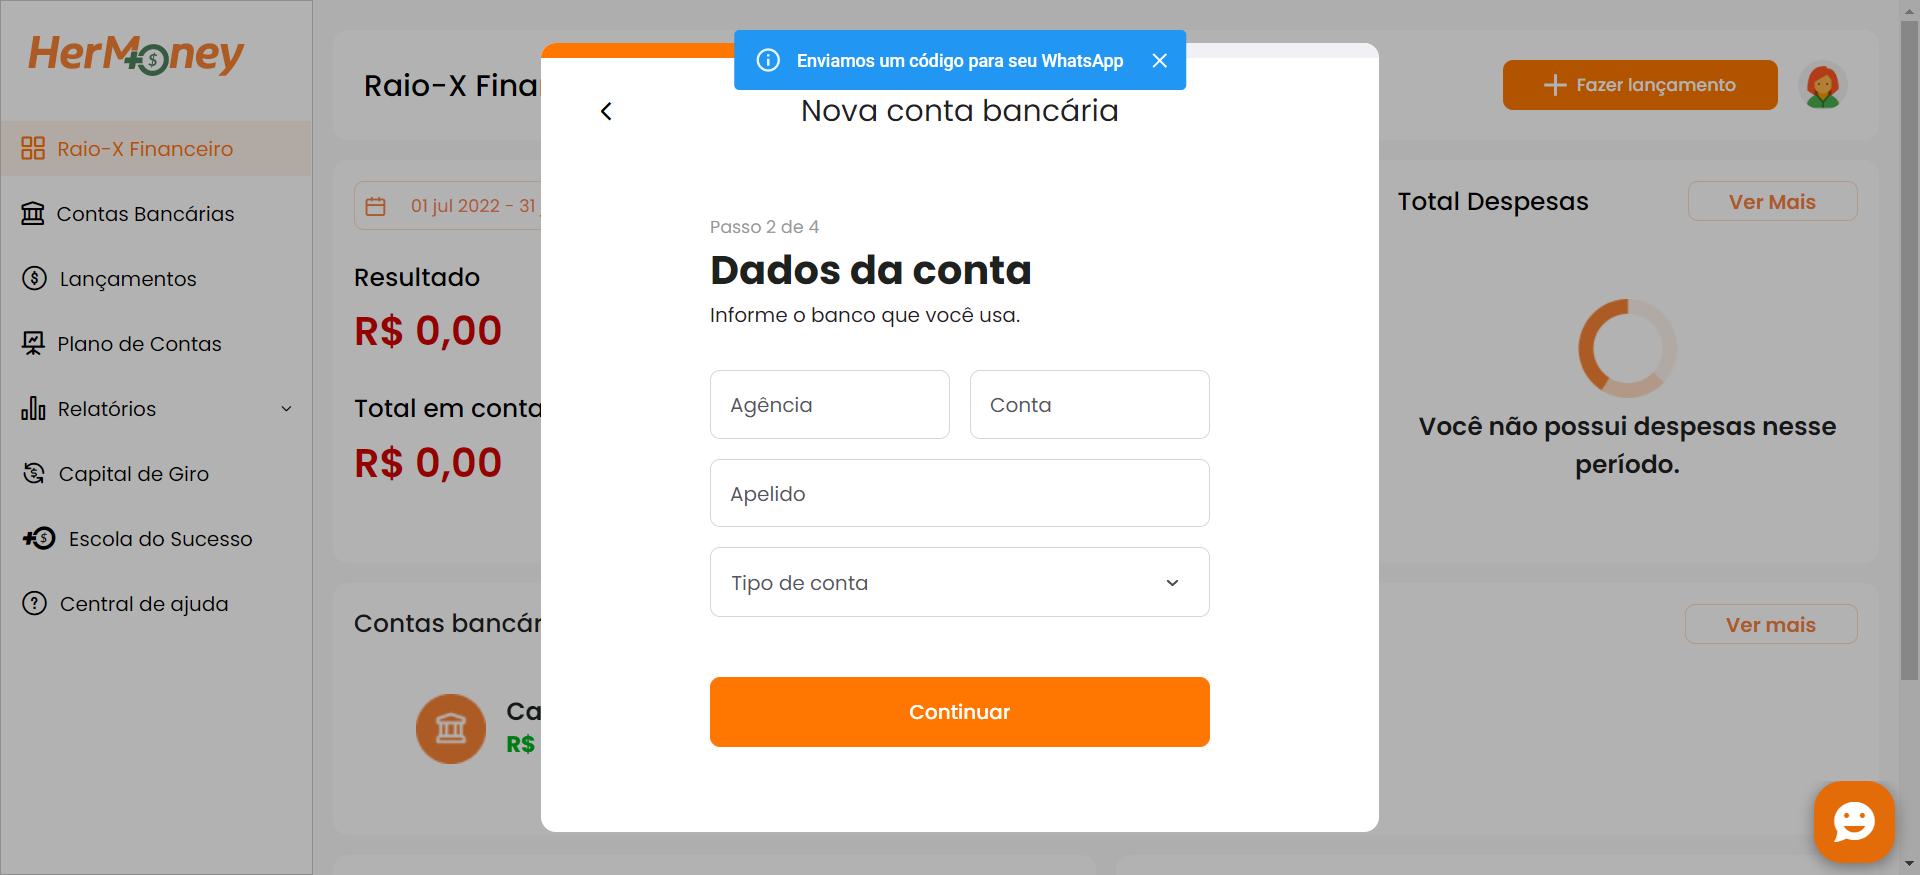 HerMoney
Raio-X Financeiro
Contas Bancárias
Lançamentos
Plano de Contas
Relatórios
Capital de Giro
Escola do Sucesso
Central de ajuda
Raio-X Fina
Fazer lançamento
01 jul 2022 - 31
Resultado
R$ 0,00
Total em conta
R$ 0,00
Contas bancár
Ca
R$
Enviamos um código para seu WhatsApp
Nova conta bancária
Passo 2 de 4
Dados da conta
Informe o banco que você usa.
Agência
Conta
Apelido
Tipo de conta
Continuar
Total Despesas
Ver Mais
Você não possui despesas nesse
período.
Ver mais